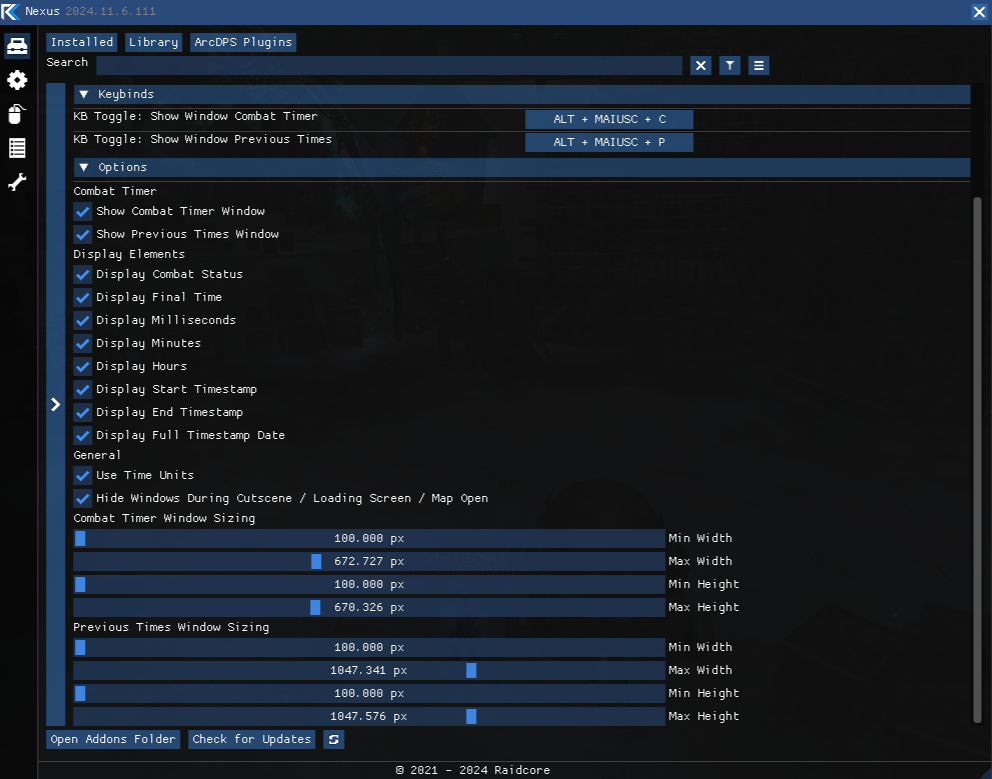 Nexus 2024.11.6.111
Installed Library ArcDPS Plugins
Search
Keybinds
KB Toggle: Show Window Combat Timer ALT + MAIUSC + C
KB Toggle: Show Window Previous Times ALT + MAIUSC + P
Options
Combat Timer
Show Combat Timer Window
Show Previous Times Window
Display Elements
Display Combat Status
Display Final Time
Display Milliseconds
Display Minutes
Display Hours
Display Start Timestamp
Display End Timestamp
Display Full Timestamp Date
General
Use Time Units
Hide Windows During Cutscene / Loading Screen / Map Open
Combat Timer Window Sizing
100.000 px Min Width
672.727 px Max Width
100.000 px Min Height
670.326 px Max Height
Previous Times Window Sizing
100.000 px Min Width
1047.341 px Max Width
100.000 px Min Height
1047.576 px Max Height
Open Addons Folder Check for Updates
© 2021 - 2024 Raidcore